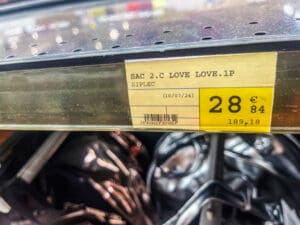 SAC 2.C LOVE LOVE.1P
SIPLEC
(10/07/24)
28 € 84
189,18